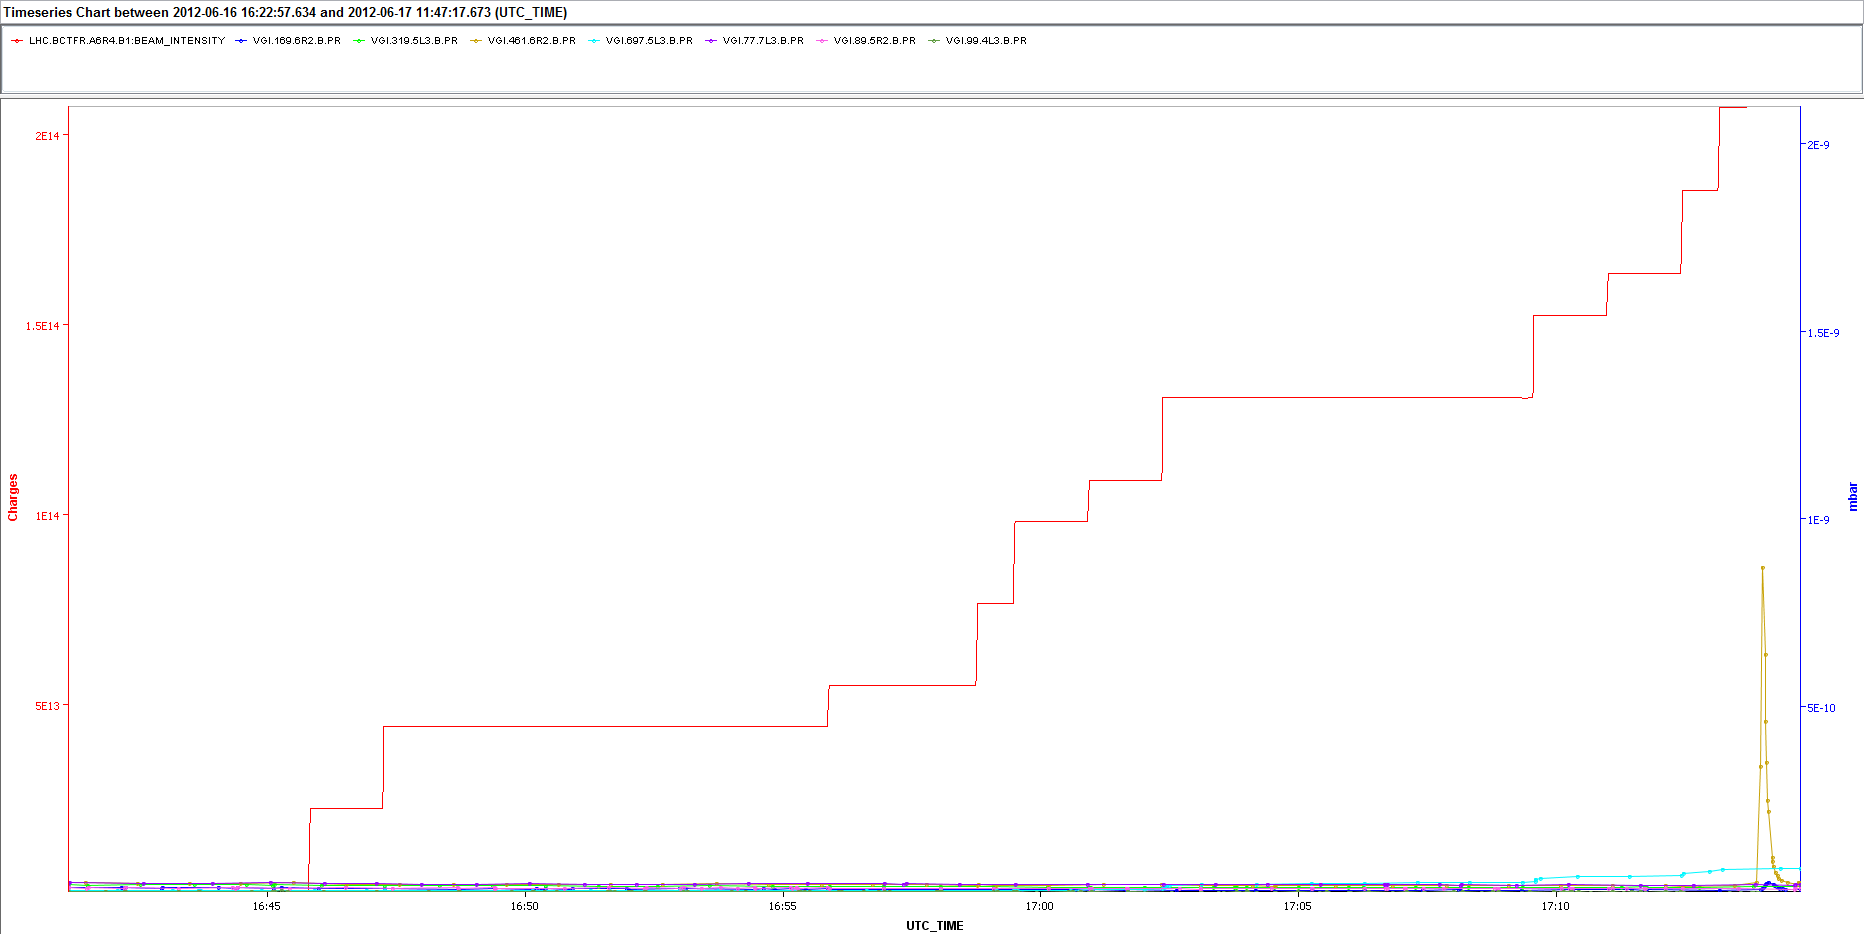 Timeseries Chart between 2012-06-16 16:22:57.634 and 2012-06-17 11:47:17.673 (UTC_TIME)
LHC.BCTFR.A6R4.B1:BEAM_INTENSITY VGI.169.6R2.B.PR VGI.319.5L3.B.PR VGI.461.6R2.B.PR VGI.697.5L3.B.PR VGI.77.7L3.B.PR VGI.89.5R2.B.PR VGI.99.4L3.B.PR
2E14
1.5E14
1E14
5E13
Charges
2E-9
1.5E-9
1E-9
5E-10
mbar
16:45 16:50 16:55 17:00 17:05 17:10
UTC_TIME